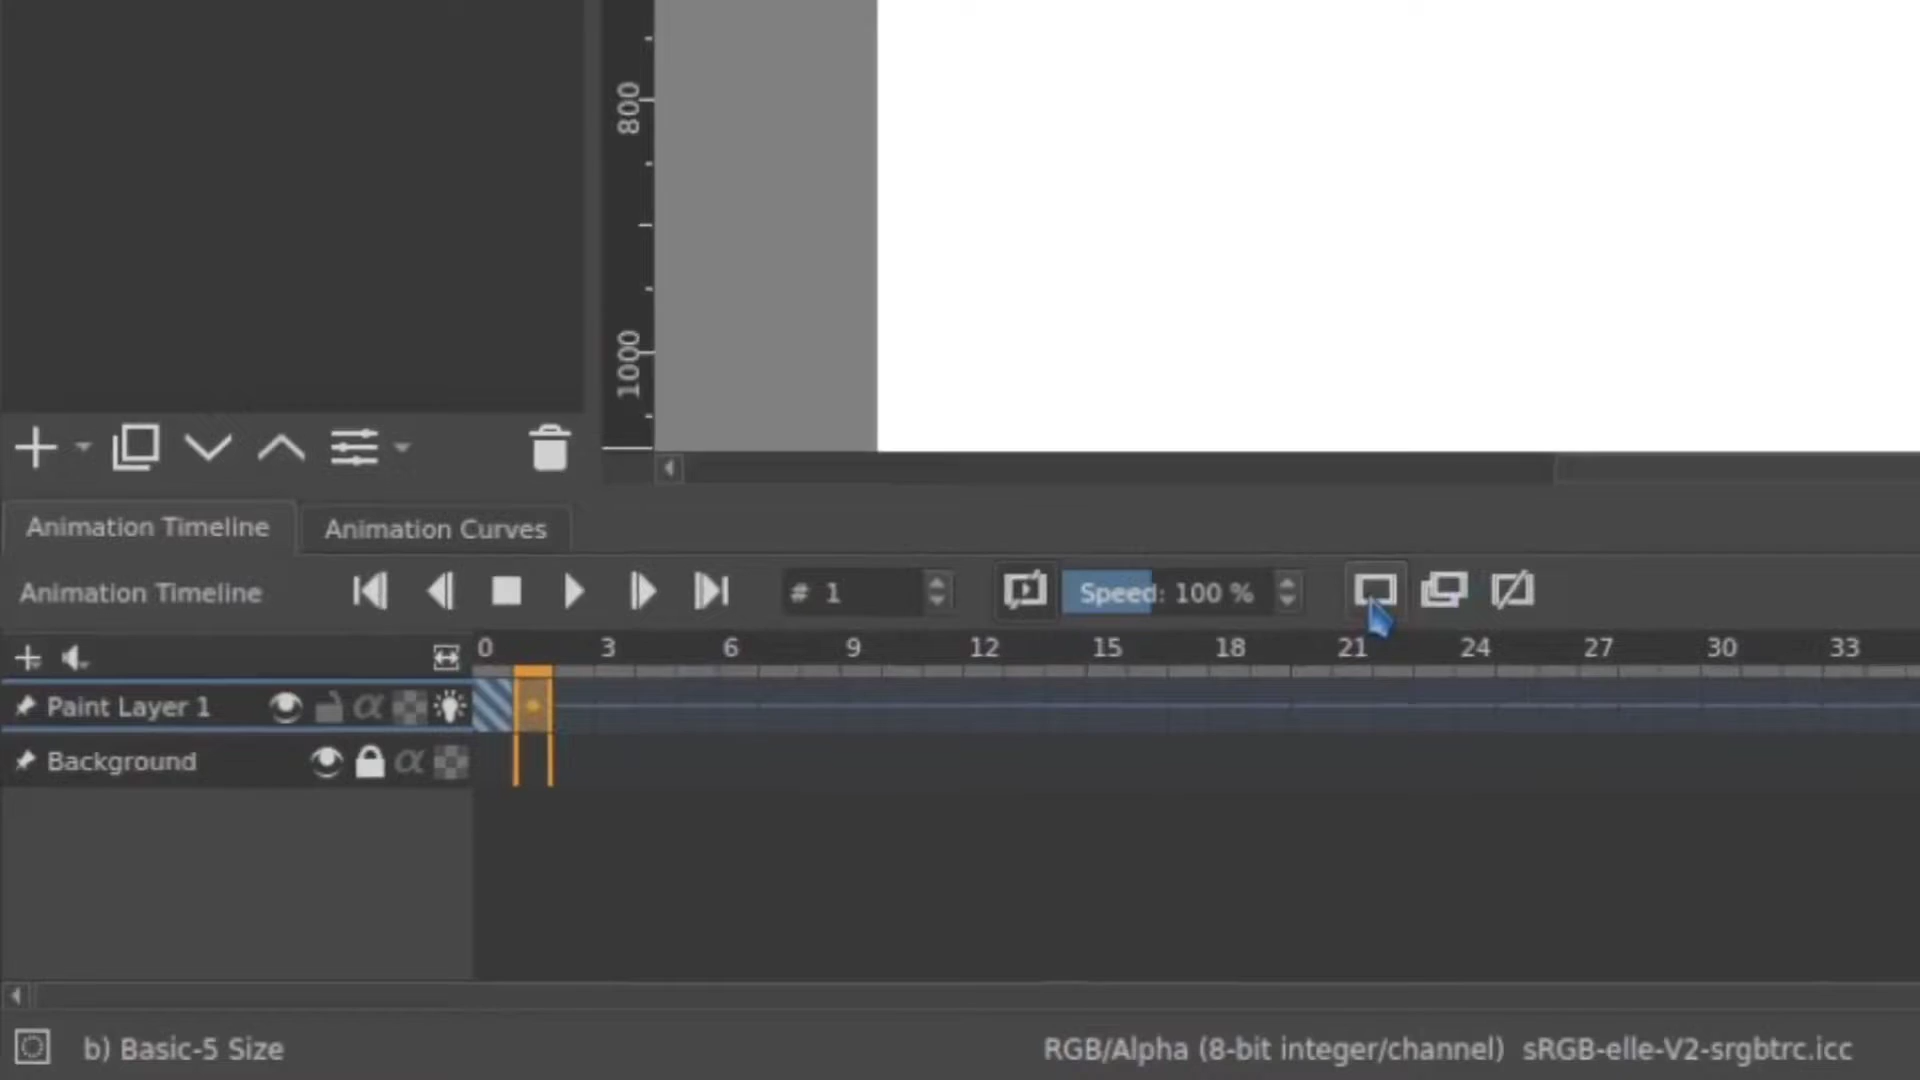 800
1000
Animation Timeline Animation Curves
Animation Timeline # 1 Speed: 100 %
0 3 6 9 12 15 18 21 24 27 30 33
Paint Layer 1 α
Background α
b) Basic-5 Size RGB/Alpha (8-bit integer/channel) sRGB-elle-V2-srgbtrc.icc